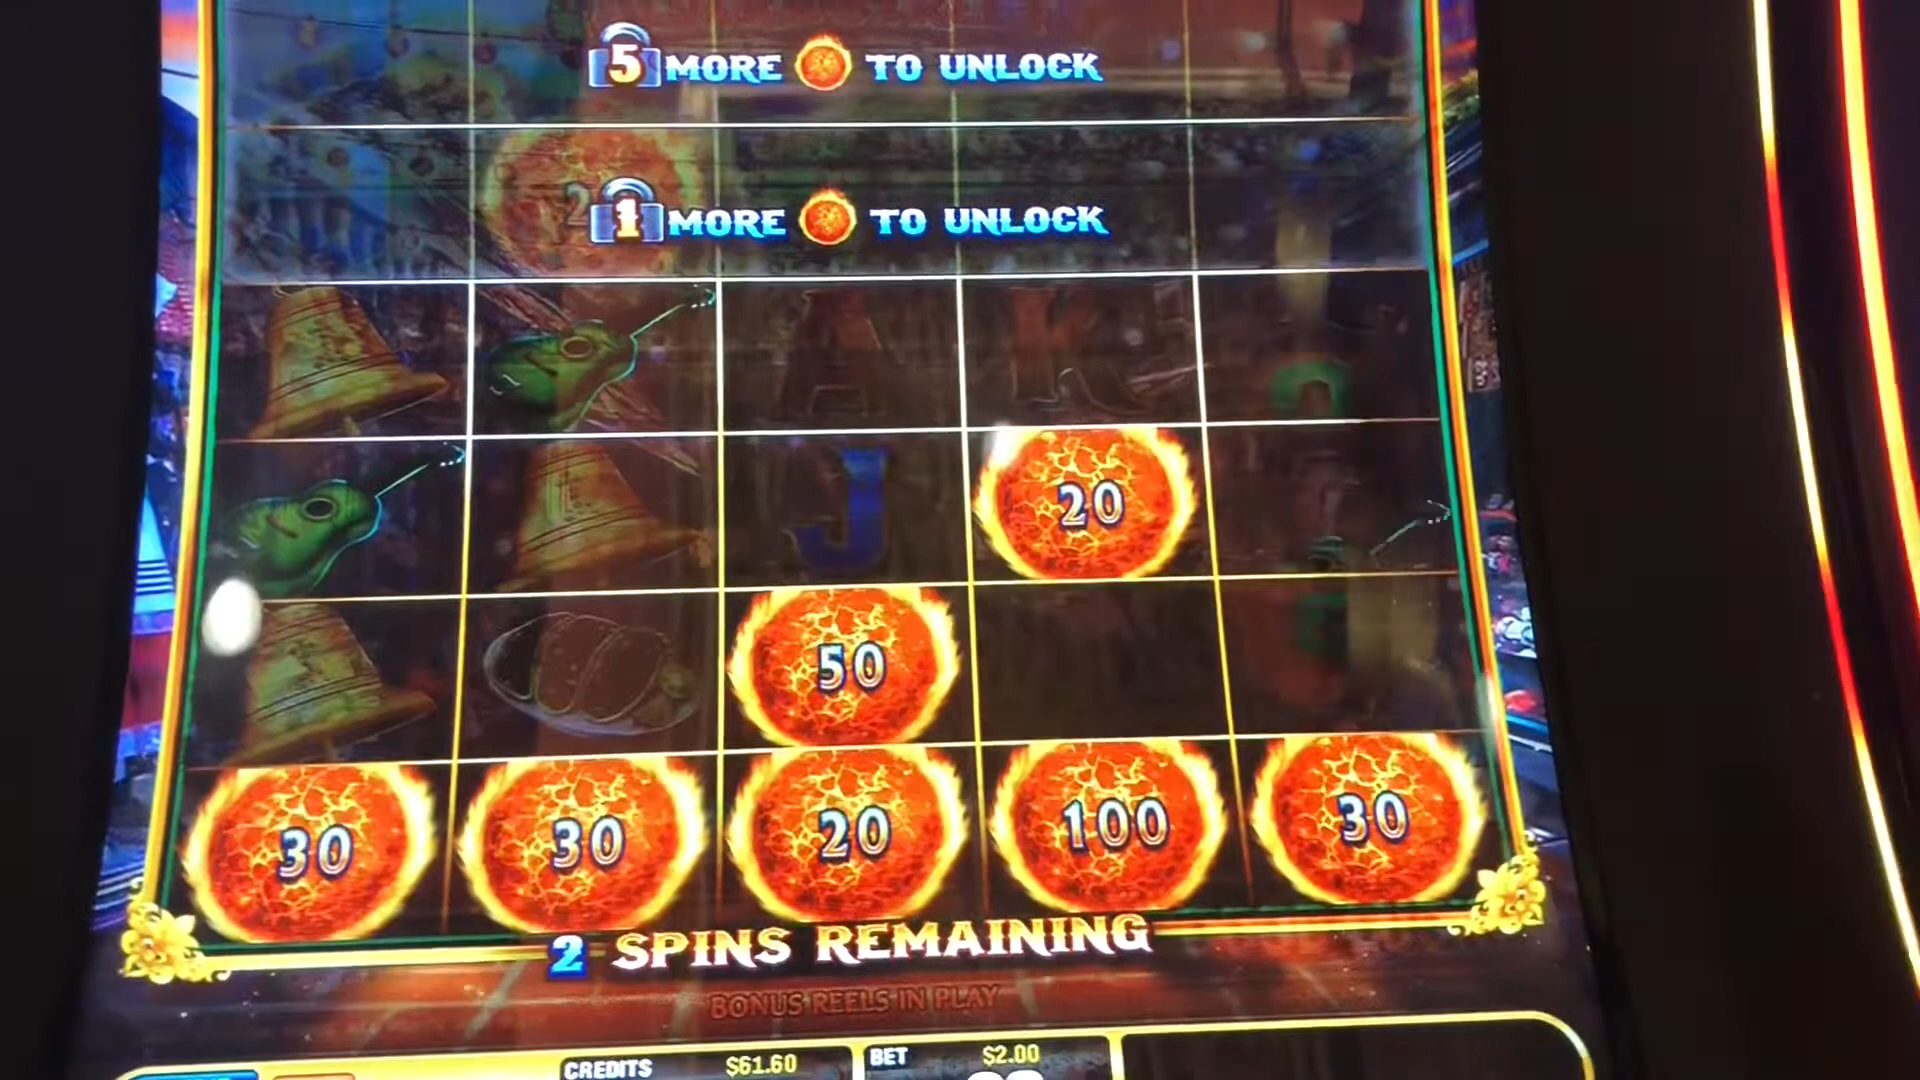 5 MORE TO UNLOCK
1 MORE TO UNLOCK
A K
J 20
50
30 30 20 100 30
2 SPINS REMAINING
BONUS REELS IN PLAY
CREDITS $61.60 BET $2.00